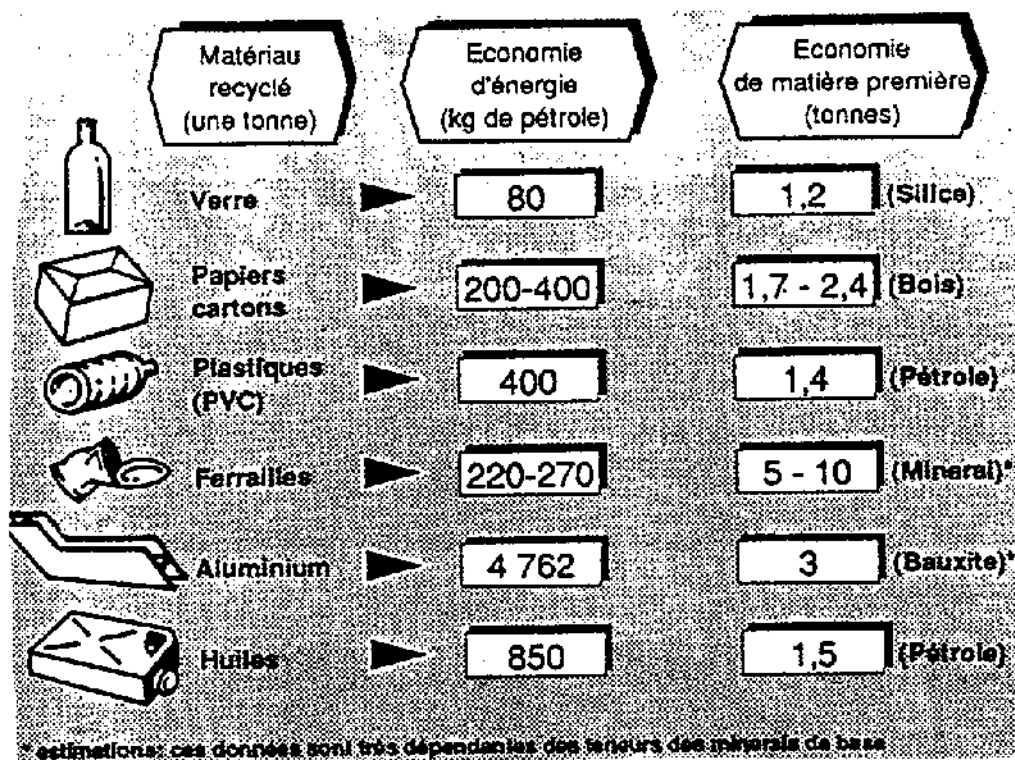 Matériau
recyclé
(une tonne)
Economie
d'énergie
(kg de pétrole)
Economie
de matière première
(tonnes)
Verre 80 1,2 (Silice)
Papiers
cartons 200-400 1,7 - 2,4 (Bois)
Plastiques
(PVC) 400 1,4 (Pétrole)
Ferrailles 220-270 5 - 10 (Minerai)*
Aluminium 4 762 3 (Bauxite)*
Huiles 850 1,5 (Pétrole)
* estimations: ces données sont très dépendantes des teneurs des minerais de base